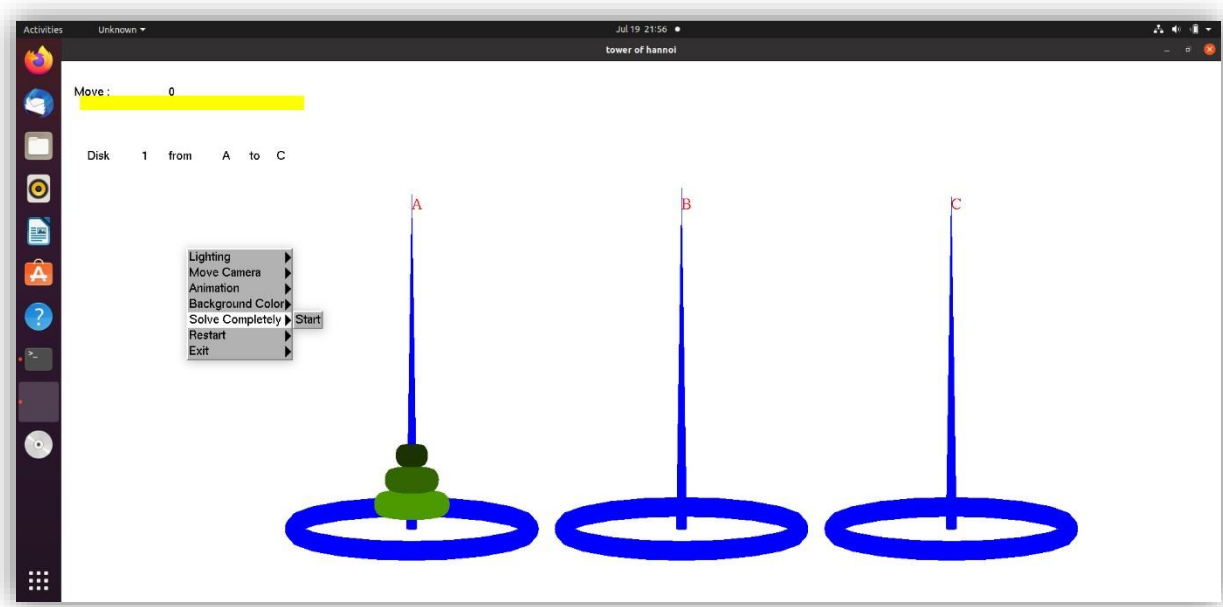 Activities Unknown Jul 19 21:56
tower of hannoi
Move : 0
Disk 1 from A to C
A B C
Lighting
Move Camera
Animation
Background Color
Solve Completely Start
Restart
Exit